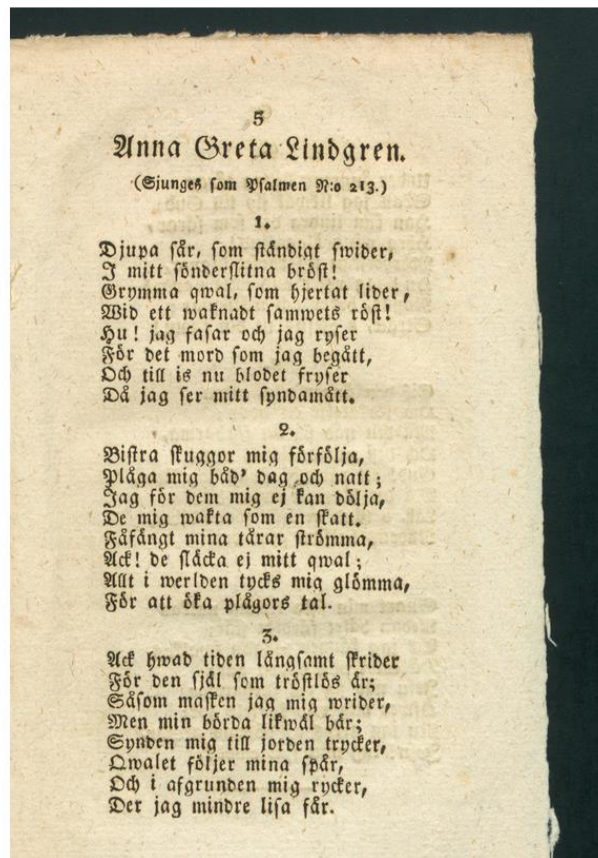 5
Anna Greta Lindgren.
(Sjunges som Psalmen N:o 213.)
1.
Djupa sår, som ständigt swider,
I mitt sönderslitna bröst!
Grymma qwal, som hjertat lider,
Wid ett waknadt samwets röst!
Hu! jag fasar och jag ryser
För det mord som jag begått,
Och till is nu blodet fryser
Då jag ser mitt syndamått.
2.
Bistra skuggor mig förfölja,
Plåga mig båd' dag och natt;
Jag för dem mig ej kan dölja,
De mig wakta som en skatt.
Fåfängt mina tårar strömma,
Ack! de släcka ej mitt qwal;
Allt i werlden tycks mig glömma,
För att öka plågors tal.
3.
Ack hwad tiden långsamt skrider
För den själ som tröstlös är;
Såsom masken jag mig wrider,
Men min börda likwäl bär;
Synden mig till jorden trycker,
Qwalet följer mina spår,
Och i afgrunden mig rycker,
Der jag mindre lisa får.